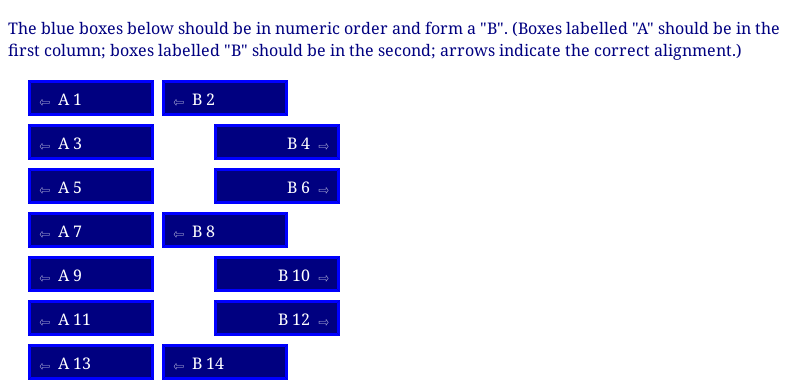 The blue boxes below should be in numeric order and form a "B". (Boxes labelled "A" should be in the
first column; boxes labelled "B" should be in the second; arrows indicate the correct alignment.)
⇦ A 1 ⇦ B 2
⇦ A 3 B 4 ⇨
⇦ A 5 B 6 ⇨
⇦ A 7 ⇦ B 8
⇦ A 9 B 10 ⇨
⇦ A 11 B 12 ⇨
⇦ A 13 ⇦ B 14